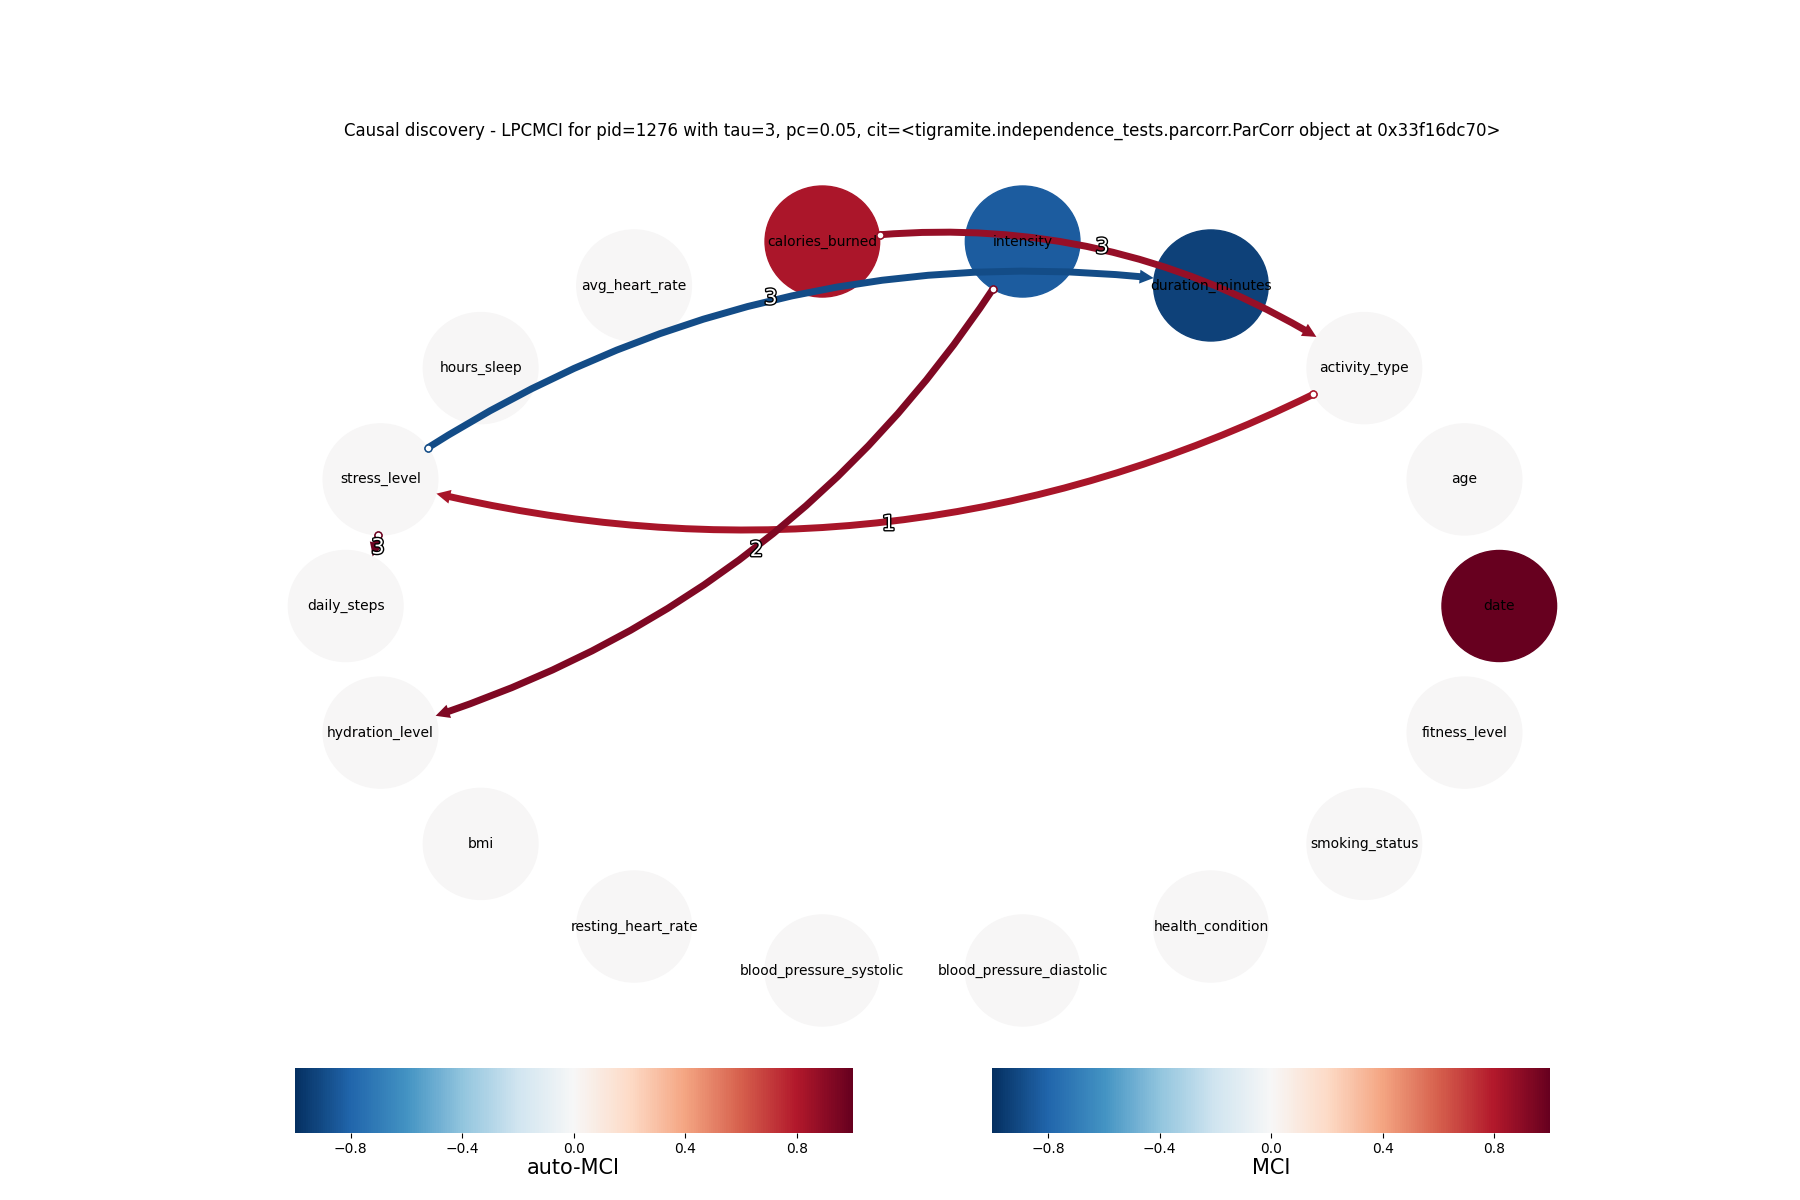 Causal discovery - LPCMCI for pid=1276 with tau=3, pc=0.05, cit=<tigramite.independence_tests.parcorr.ParCorr object at 0x33f16dc70>
calories_burned
intensity
3
avg_heart_rate
3
duration_minutes
hours_sleep
activity_type
stress_level
age
1
3
2
daily_steps
date
hydration_level
fitness_level
bmi
smoking_status
resting_heart_rate
health_condition
blood_pressure_systolic
blood_pressure_diastolic
−0.8 −0.4 0.0 0.4 0.8
auto-MCI
−0.8 −0.4 0.0 0.4 0.8
MCI